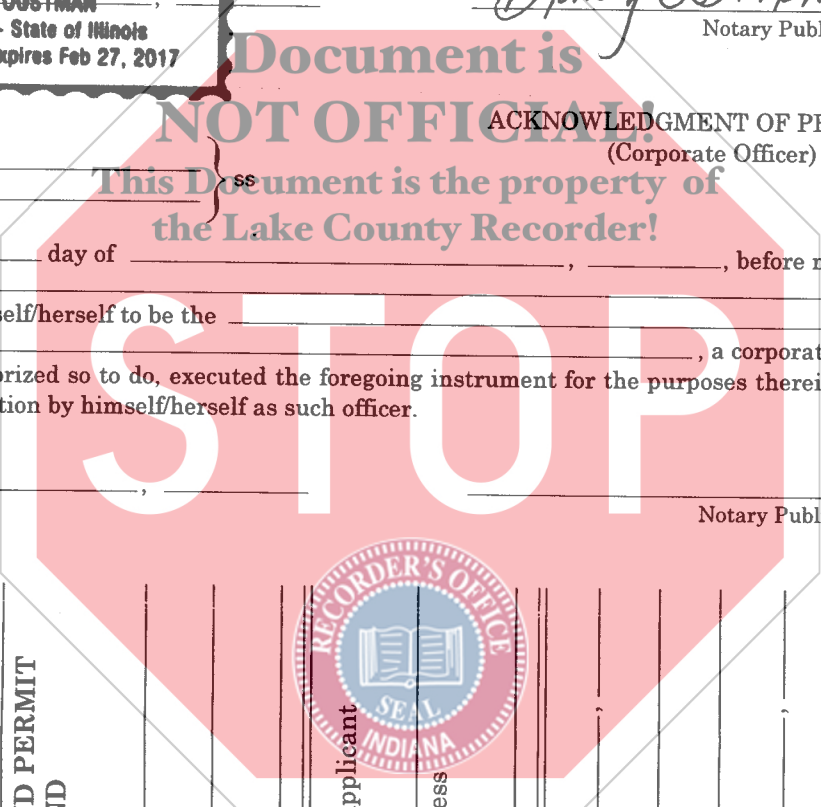 - State of Illinois
xpires Feb 27, 2017
Notary Publ
Document is
NOT OFFICIAL!
ACKNOWLEDGMENT OF PE
(Corporate Officer)
This Document is the property of
ss
the Lake County Recorder!
day of , , before m
self/herself to be the
, a corporat
orized so to do, executed the foregoing instrument for the purposes therei
tion by himself/herself as such officer.
STOP
,
Notary Publ
RECORDER'S OFFICE
SEAL
INDIANA
D PERMIT
ND
pplicant
ess